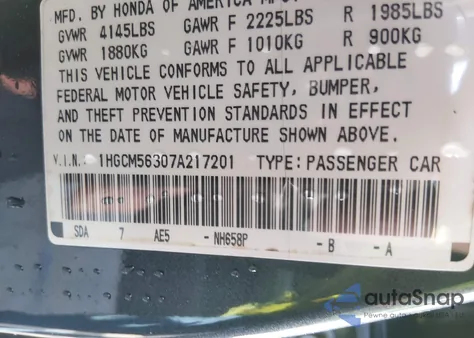 MFD. BY HONDA OF AMERICA MFG.
GVWR 4145LBS GAWR F 2225LBS R 1985LBS
GVWR 1880KG GAWR F 1010KG R 900KG
THIS VEHICLE CONFORMS TO ALL APPLICABLE
FEDERAL MOTOR VEHICLE SAFETY, BUMPER,
AND THEFT PREVENTION STANDARDS IN EFFECT
ON THE DATE OF MANUFACTURE SHOWN ABOVE.
V.I.N.: 1HGCM56307A217201 TYPE: PASSENGER CAR
SDA 7 AE5 - NH658P - B - A
autoSnap